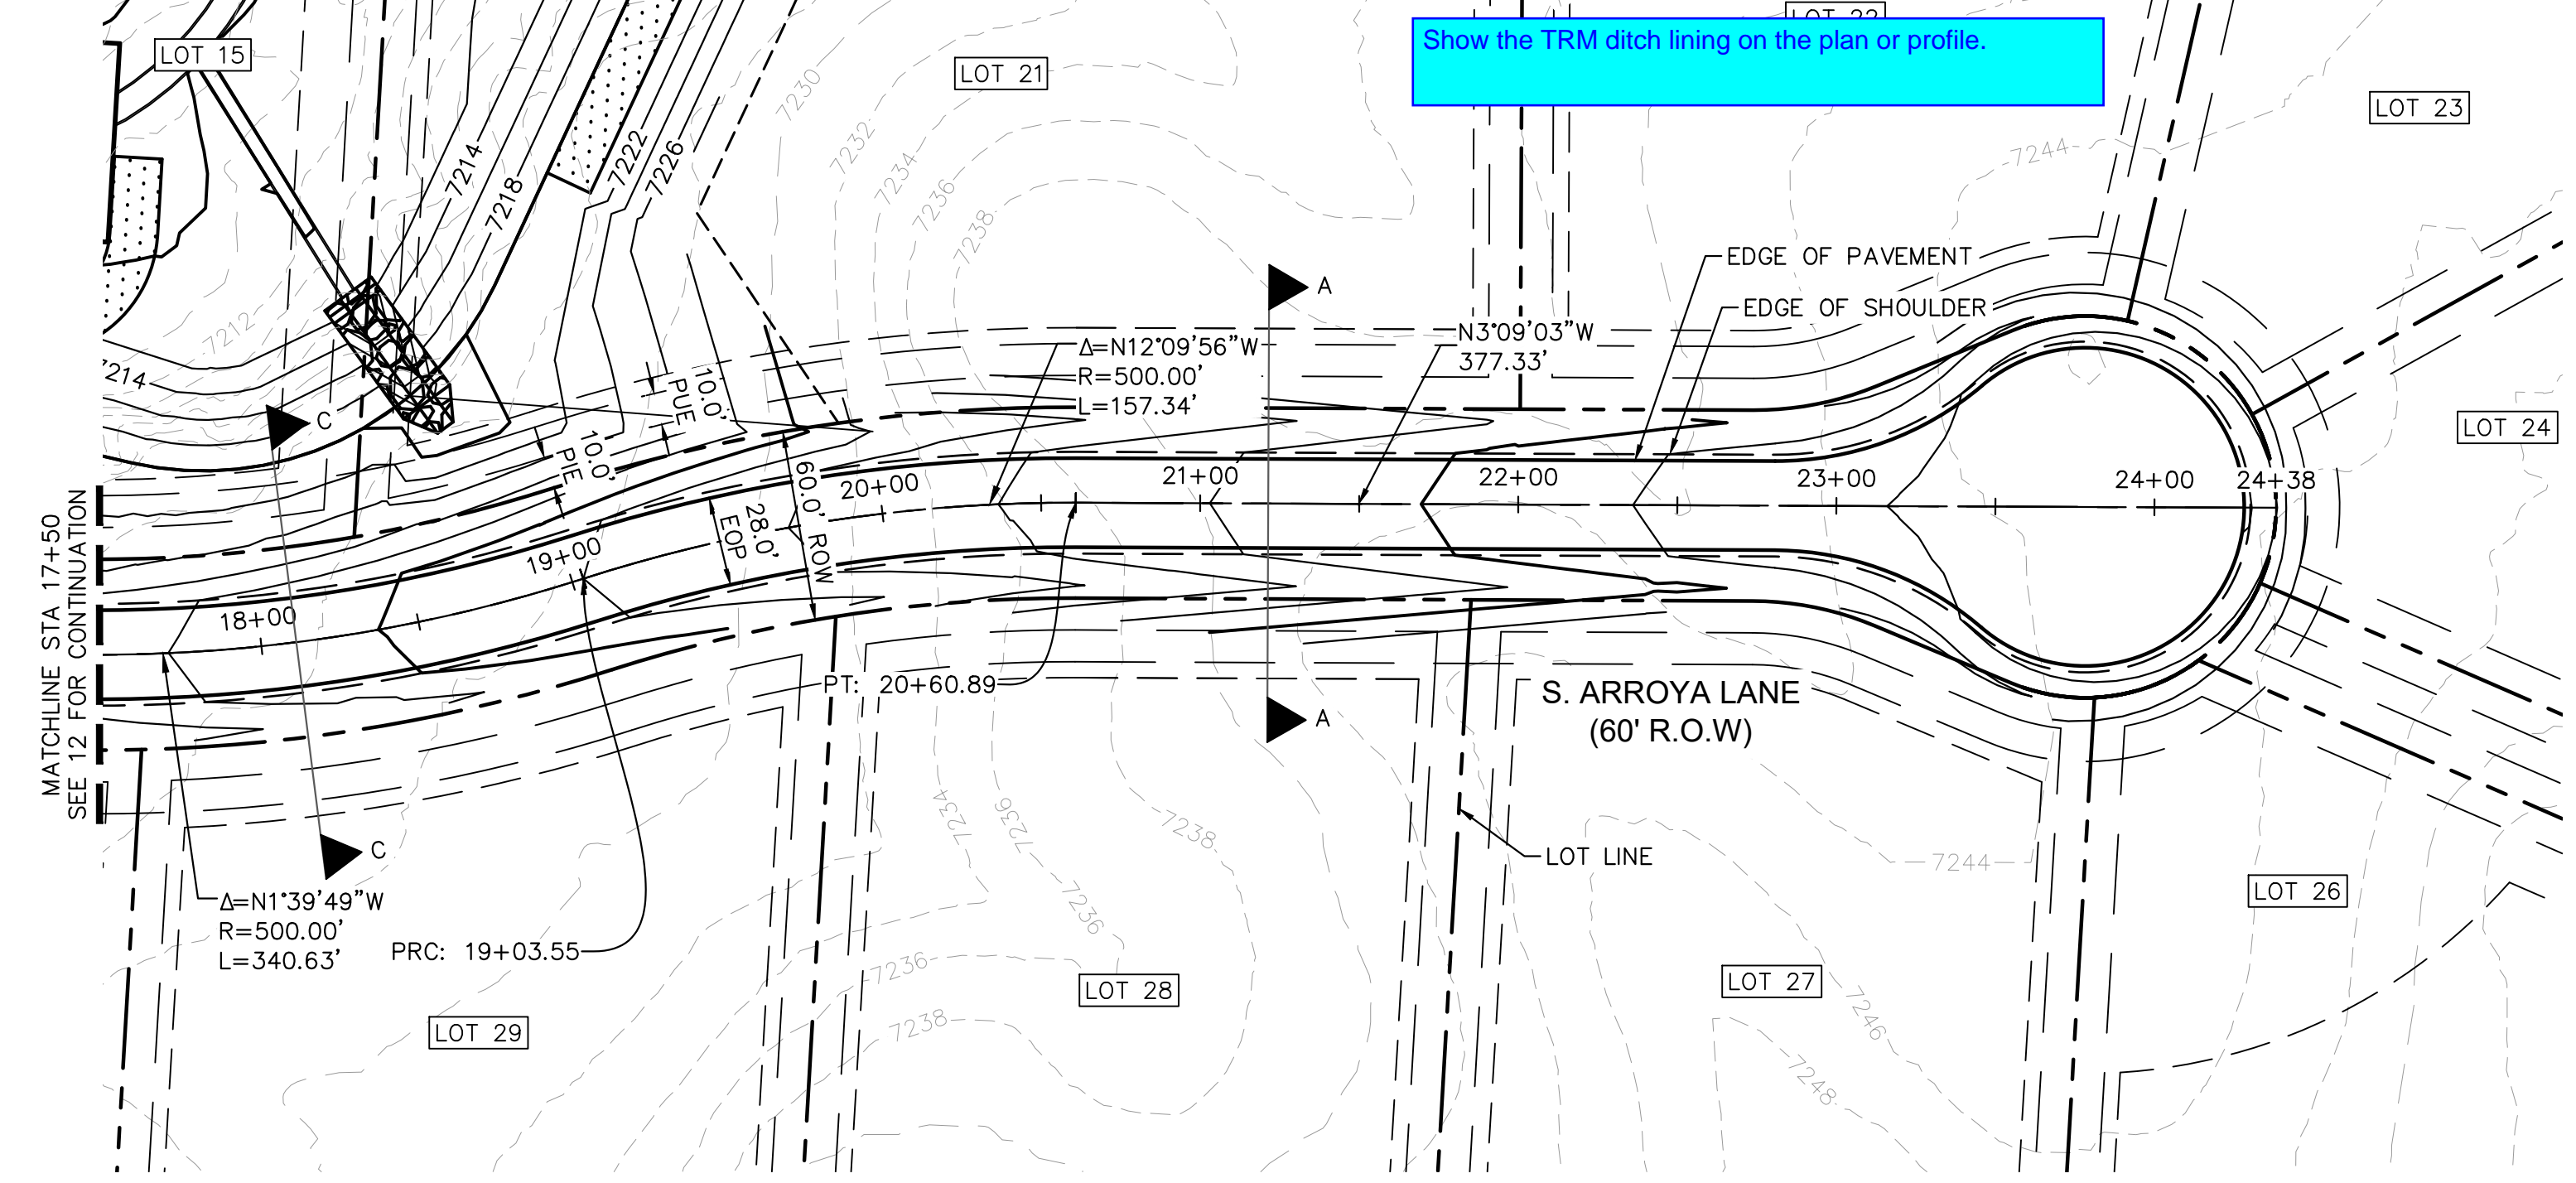 LOT 15
LOT 21
LOT 22
Show the TRM ditch lining on the plan or profile.
LOT 23
7230
7232
7234
7236
7238
7214
7218
7222
7226
7244
7212
7214
EDGE OF PAVEMENT
EDGE OF SHOULDER
A
C
10.0'
PUE
10.0'
PIE
Δ=N12°09'56"W
R=500.00'
L=157.34'
N3°09'03"W
377.33'
LOT 24
60.0' ROW
28.0'
EOP
18+00
19+00
20+00
21+00
22+00
23+00
24+00
24+38
MATCHLINE STA 17+50
SEE 12 FOR CONTINUATION
PT: 20+60.89
S. ARROYA LANE
(60' R.O.W)
A
C
7234
7236
7238
7236
LOT LINE
7244
LOT 26
Δ=N1°39'49"W
R=500.00'
L=340.63'
PRC: 19+03.55
7236
7238
LOT 28
LOT 27
7246
7248
LOT 29